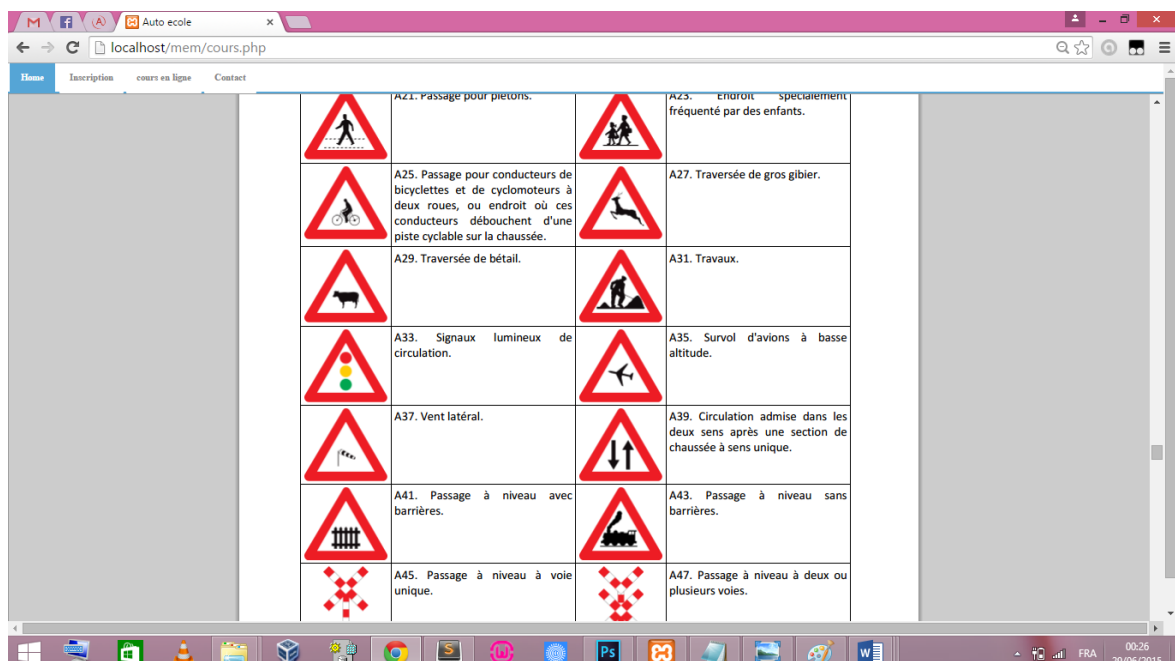 Auto ecole
localhost/mem/cours.php
Home Inscription cours en ligne Contact
A21. Passage pour piétons.
A23. Endroit spécialement
fréquenté par des enfants.
A25. Passage pour conducteurs de
bicyclettes et de cyclomoteurs à
deux roues, ou endroit où ces
conducteurs débouchent d'une
piste cyclable sur la chaussée.
A27. Traversée de gros gibier.
A29. Traversée de bétail.
A31. Travaux.
A33. Signaux lumineux de
circulation.
A35. Survol d'avions à basse
altitude.
A37. Vent latéral.
A39. Circulation admise dans les
deux sens après une section de
chaussée à sens unique.
A41. Passage à niveau avec
barrières.
A43. Passage à niveau sans
barrières.
A45. Passage à niveau à voie
unique.
A47. Passage à niveau à deux ou
plusieurs voies.
FRA
00:26
20/06/2015